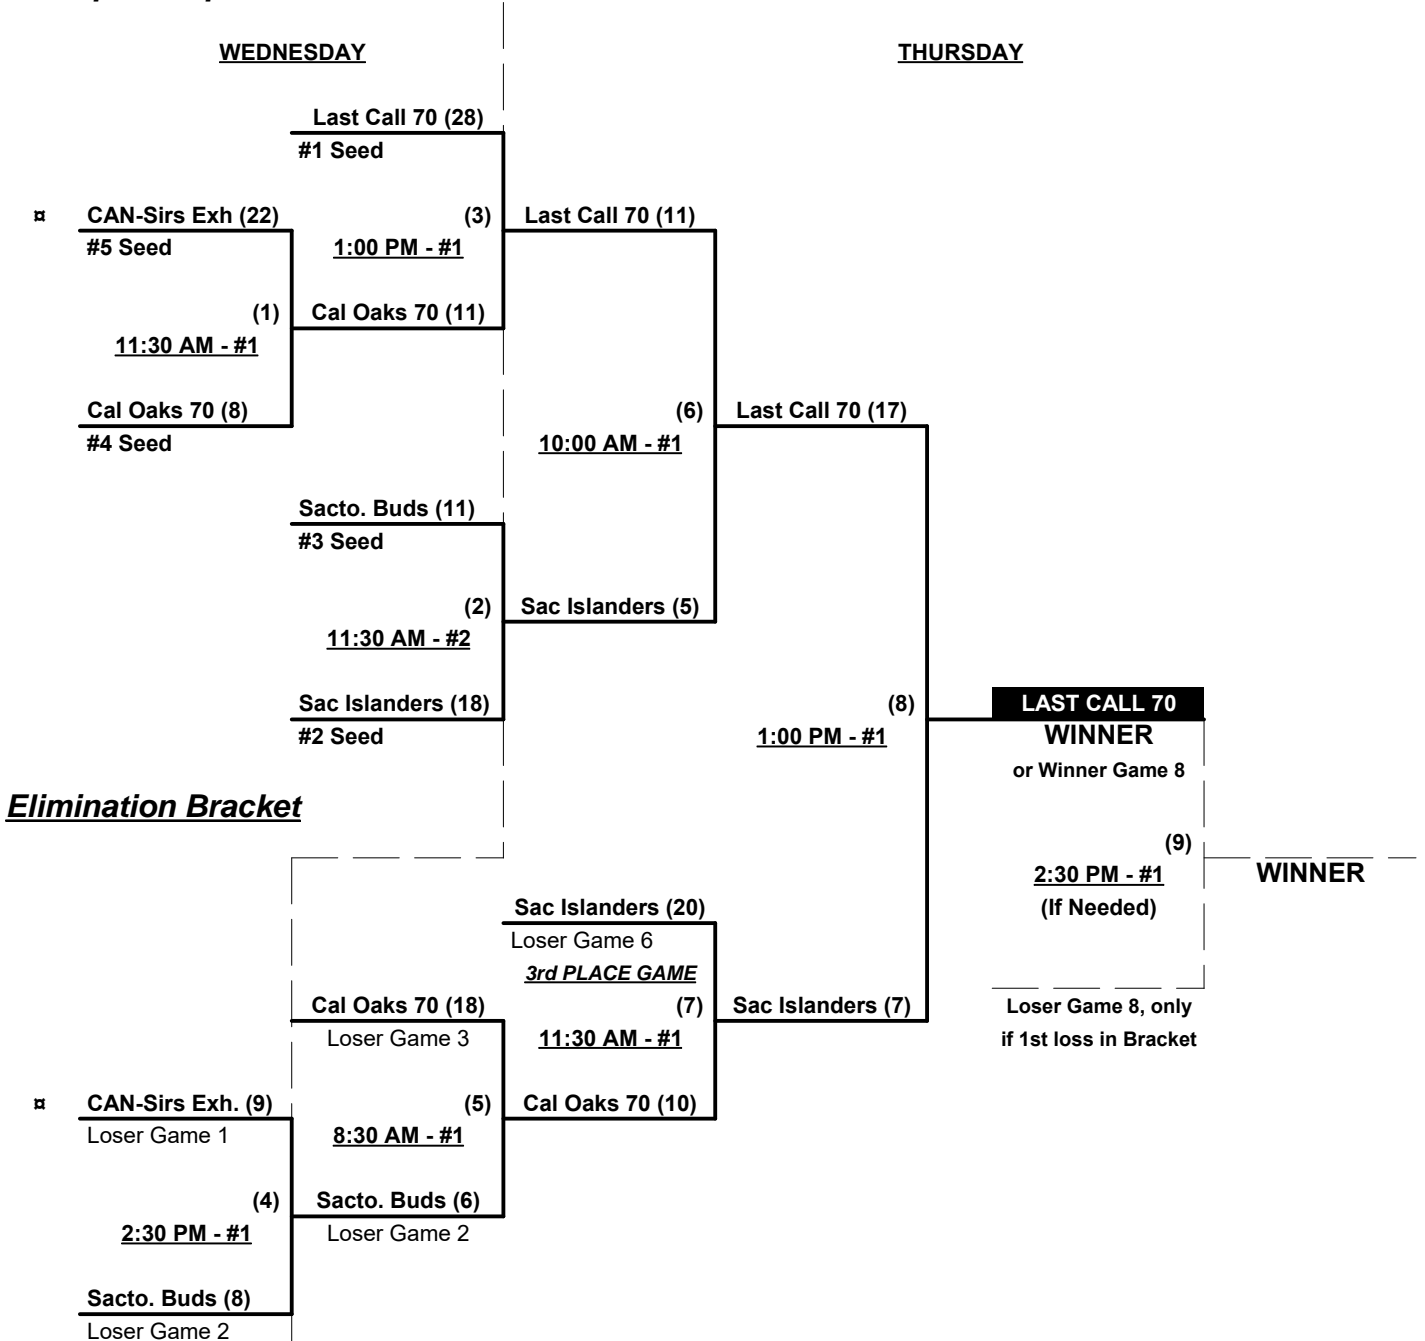 WEDNESDAY
THURSDAY
Last Call 70 (28)
#1 Seed
¤ CAN-Sirs Exh (22)
#5 Seed
(3)
1:00 PM - #1
Last Call 70 (11)
(1)
11:30 AM - #1
Cal Oaks 70 (11)
Cal Oaks 70 (8)
#4 Seed
(6)
10:00 AM - #1
Last Call 70 (17)
Sacto. Buds (11)
#3 Seed
(2)
11:30 AM - #2
Sac Islanders (5)
Sac Islanders (18)
#2 Seed
(8)
1:00 PM - #1
LAST CALL 70
WINNER
or Winner Game 8
Elimination Bracket
(9)
2:30 PM - #1
(If Needed)
WINNER
Sac Islanders (20)
Loser Game 6
3rd PLACE GAME
Cal Oaks 70 (18)
Loser Game 3
(7)
11:30 AM - #1
Sac Islanders (7)
Loser Game 8, only
if 1st loss in Bracket
¤ CAN-Sirs Exh. (9)
Loser Game 1
(5)
8:30 AM - #1
Cal Oaks 70 (10)
(4)
2:30 PM - #1
Sacto. Buds (6)
Loser Game 2
Sacto. Buds (8)
Loser Game 2